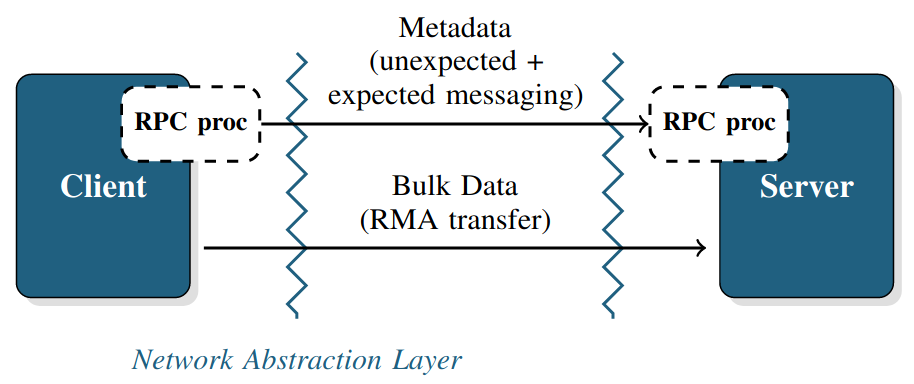 Metadata
(unexpected +
expected messaging)
RPC proc
RPC proc
Client
Bulk Data
(RMA transfer)
Server
Network Abstraction Layer